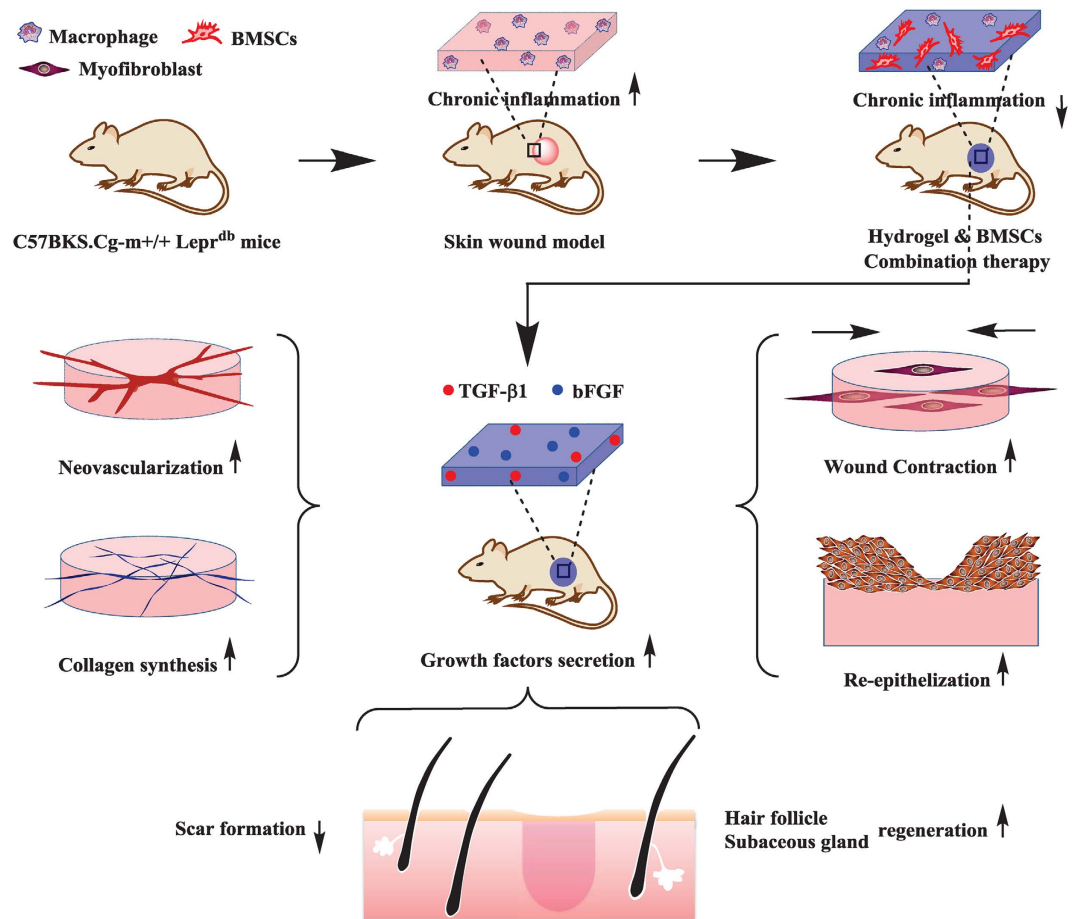 Macrophage
BMSCs
Myofibroblast
Chronic inflammation
Chronic inflammation
C57BKS.Cg-m+/+ Lepr^db mice
Skin wound model
Hydrogel & BMSCs
Combination therapy
TGF-β1
bFGF
Neovascularization
Wound Contraction
Collagen synthesis
Growth factors secretion
Re-epithelization
Scar formation
Hair follicle
Subaceous gland
regeneration